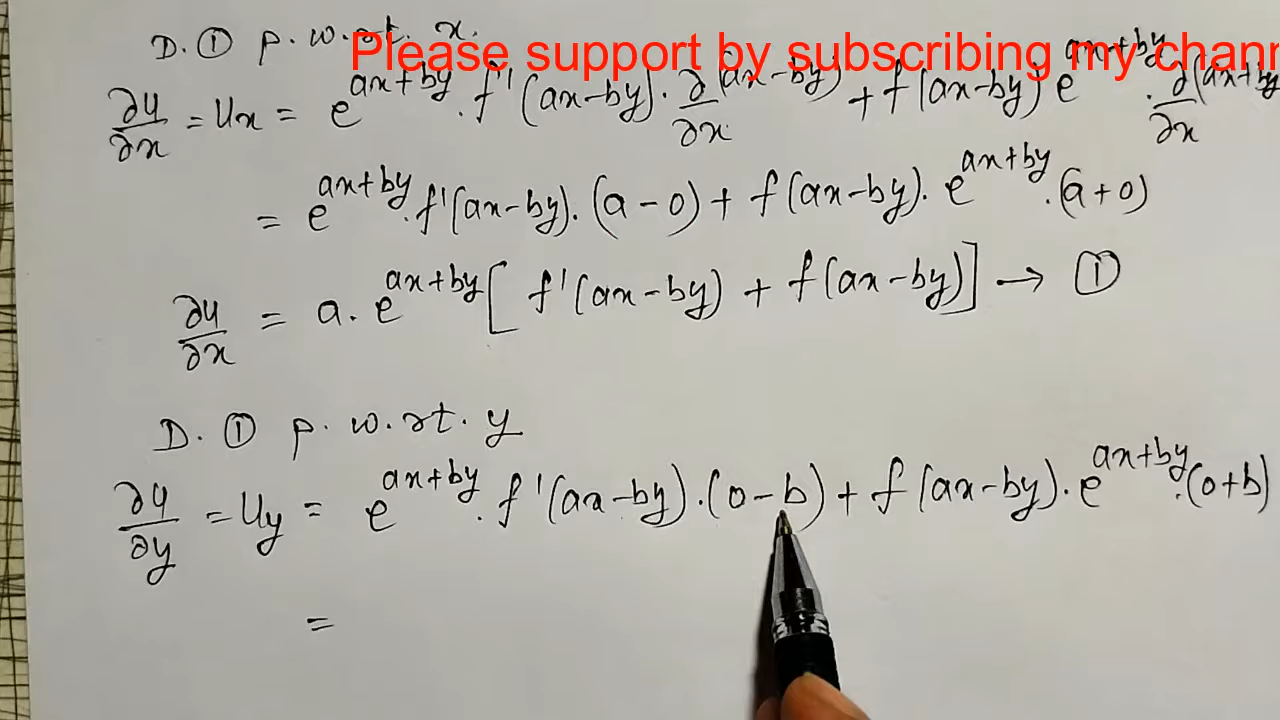 D. ① p. w. r. t. x.
Please support by subscribing my chann
∂u/∂x = Ux = e^{ax+by} . f'(ax-by) . ∂/∂x (ax-by) + f(ax-by) e^{ax+by} . ∂/∂x (ax+by
= e^{ax+by} . f'(ax-by) . (a-0) + f(ax-by) . e^{ax+by} . (a+0)
∂u/∂x = a. e^{ax+by} [ f'(ax-by) + f(ax-by) ] → ①
D. ① p. w. r. t. y
∂u/∂y = Uy = e^{ax+by} . f'(ax-by) . (0-b) + f(ax-by) . e^{ax+by} . (0+b)
=